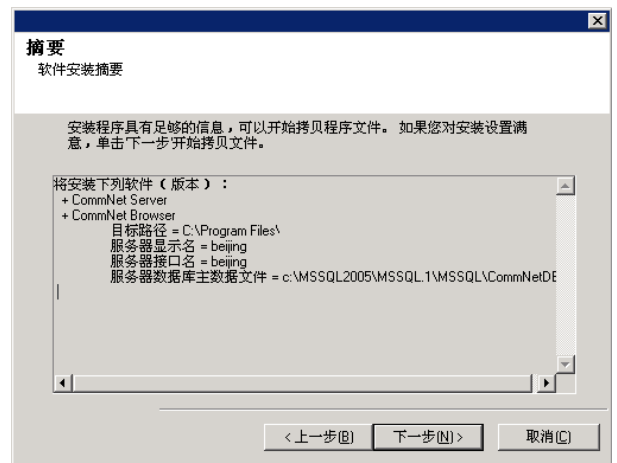 摘要
软件安装摘要
安装程序具有足够的信息，可以开始拷贝程序文件。 如果您对安装设置满
意，单击下一步开始拷贝文件。
将安装下列软件（版本）：
+ CommNet Server
+ CommNet Browser
目标路径 = C:\Program Files\
服务器显示名 = beijing
服务器接口名 = beijing
服务器数据库主数据文件 = c:\MSSQL2005\MSSQL.1\MSSQL\CommNetDE
<上一步(B) 下一步(N)> 取消(C)